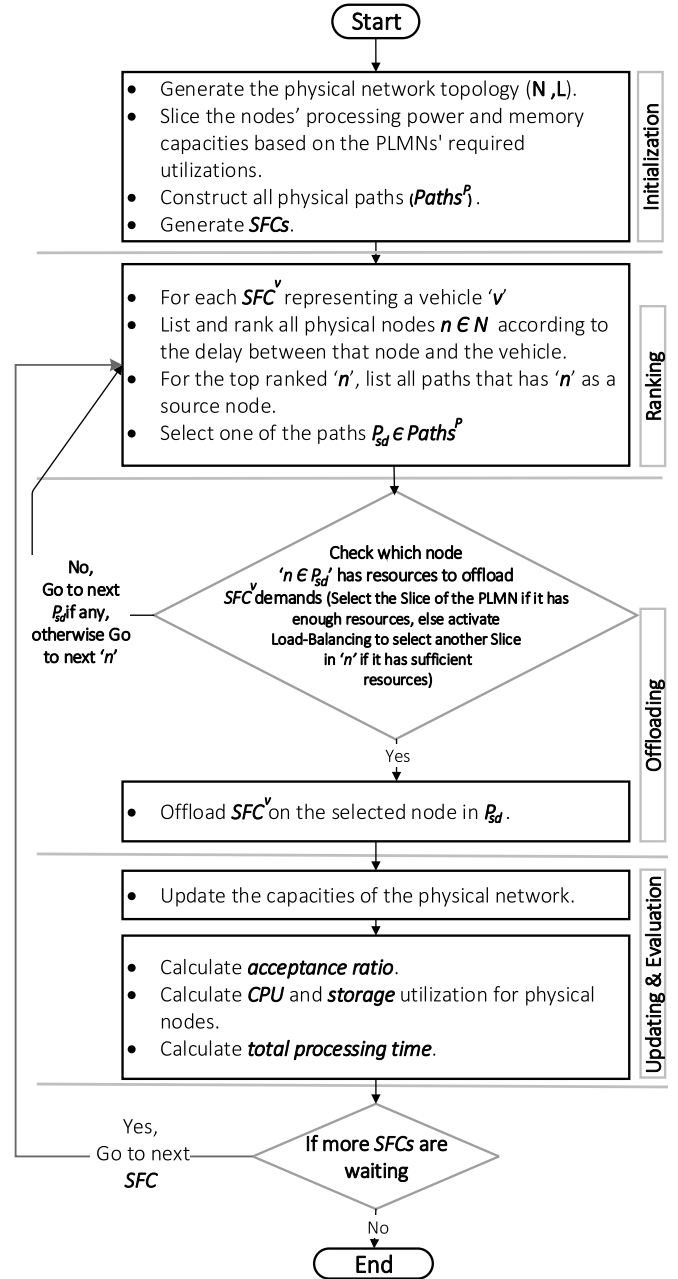 Start
• Generate the physical network topology (N ,L).
• Slice the nodes’ processing power and memory
capacities based on the PLMNs' required
utilizations.
• Construct all physical paths (Paths^P) .
• Generate SFCs.
Initialization
• For each SFC^v representing a vehicle ‘v’
• List and rank all physical nodes n Є N according to
the delay between that node and the vehicle.
• For the top ranked ‘n’, list all paths that has ‘n’ as a
source node.
• Select one of the paths P_sd Є Paths^P
Ranking
Check which node
‘n Є P_sd’ has resources to offload
SFC^v demands (Select the Slice of the PLMN if it has
enough resources, else activate
Load-Balancing to select another Slice
in ‘n’ if it has sufficient
resources)
No,
Go to next
P_sd if any,
otherwise Go
to next ‘n’
Yes
• Offload SFC^v on the selected node in P_sd .
Offloading
• Update the capacities of the physical network.
• Calculate acceptance ratio.
• Calculate CPU and storage utilization for physical
nodes.
• Calculate total processing time.
Updating & Evaluation
If more SFCs are
waiting
Yes,
Go to next
SFC
No
End